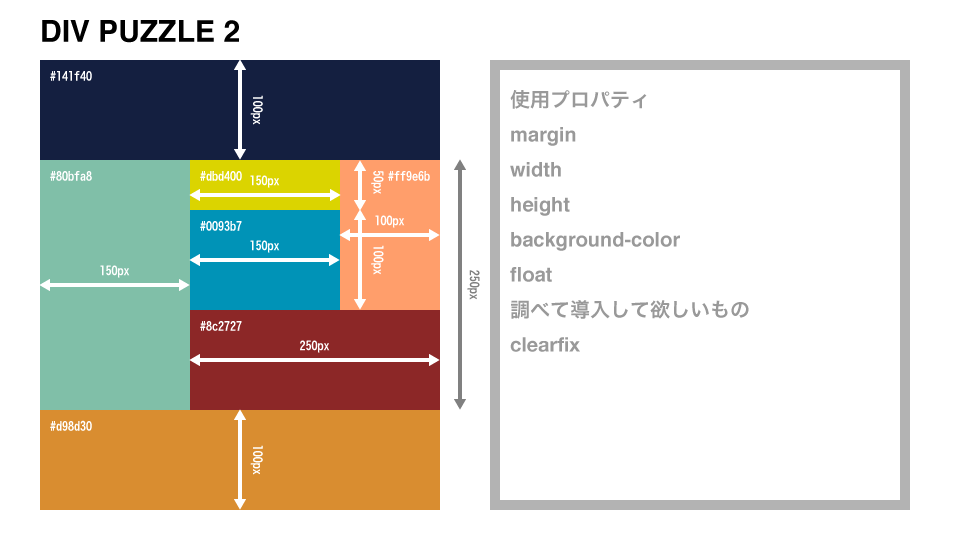 DIV PUZZLE 2
#141f40
100px
#80bfa8
#dbd400
150px
50px
#ff9e6b
#0093b7
100px
150px
100px
150px
250px
#8c2727
250px
#d98d30
100px
使用プロパティ
margin
width
height
background-color
float
調べて導入して欲しいもの
clearfix